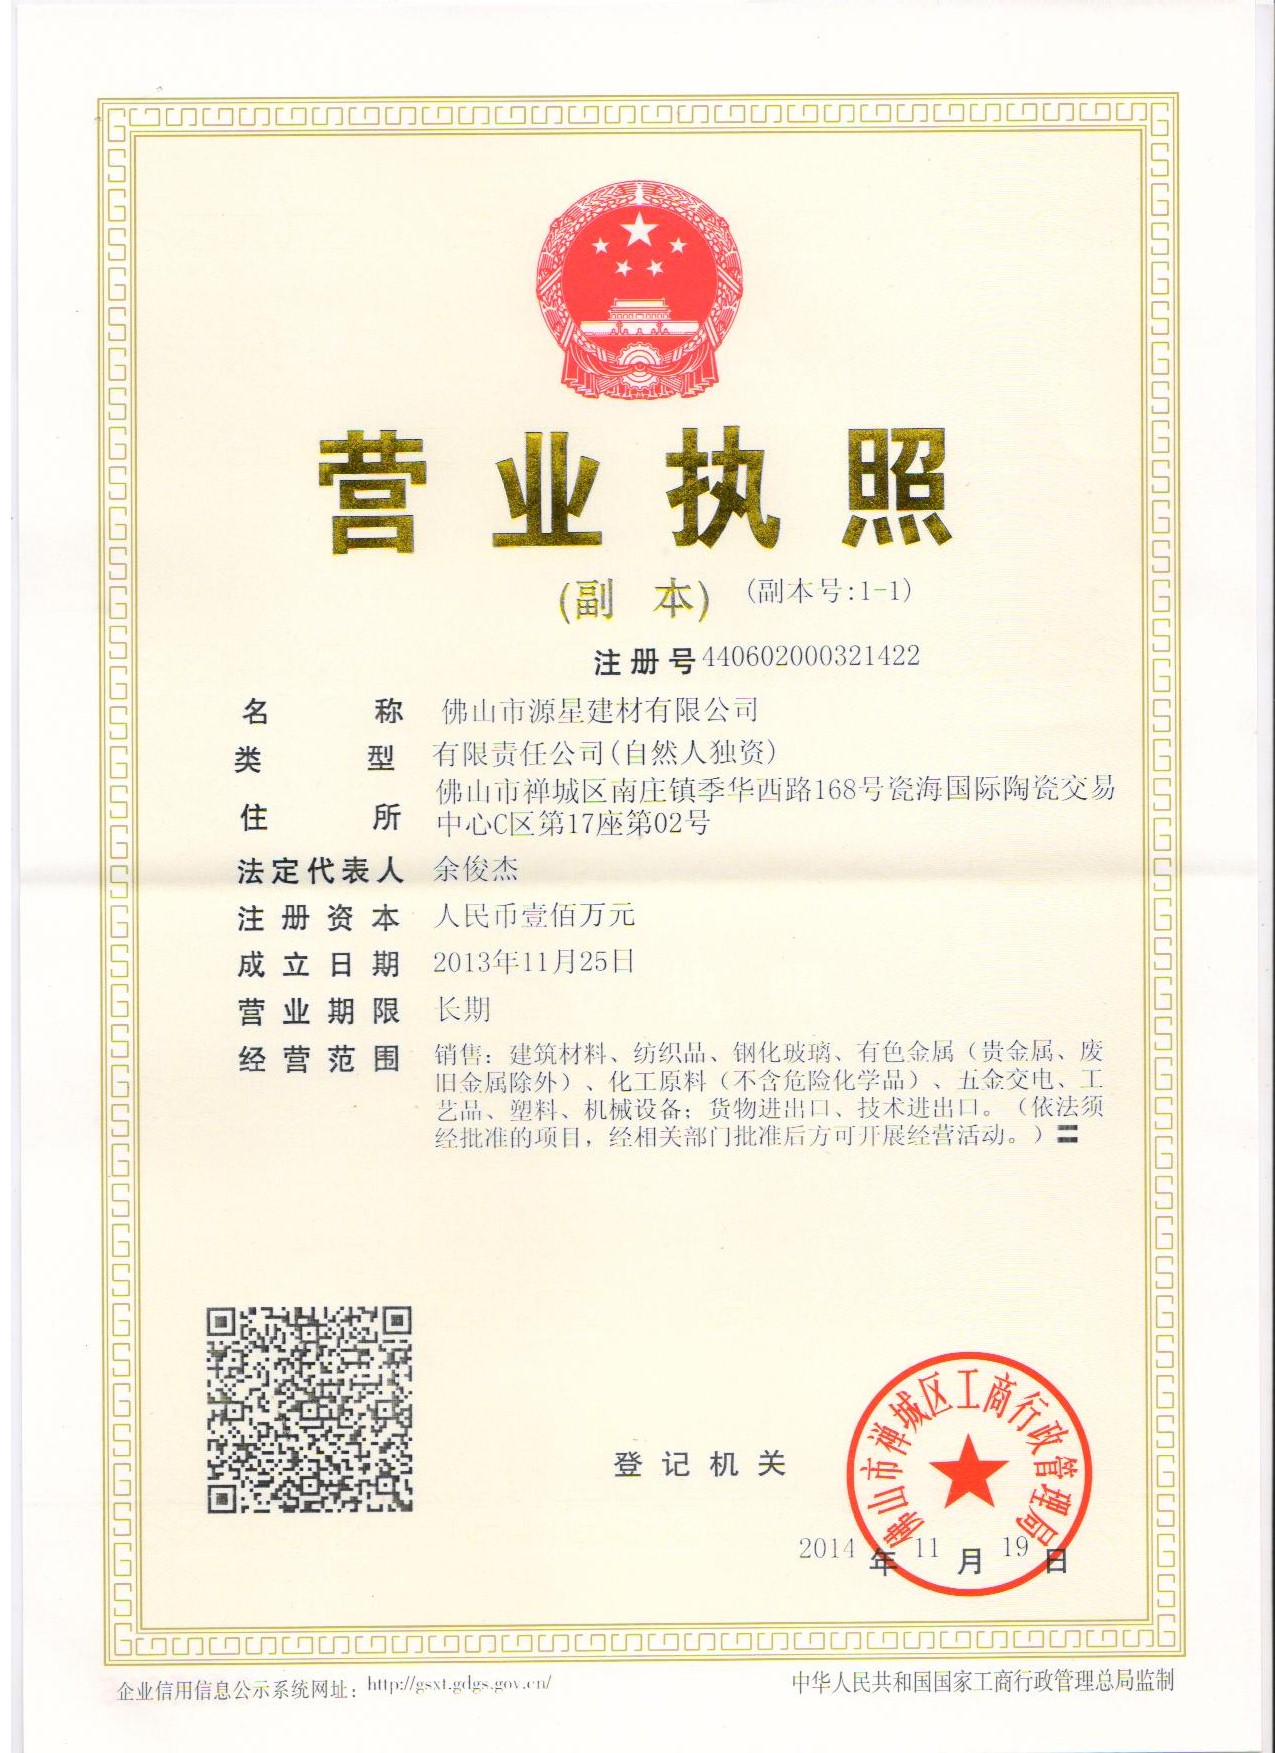 营业执照
(副 本) (副本号:1-1)
注册号440602000321422
名 称 佛山市源星建材有限公司
类 型 有限责任公司(自然人独资)
住 所 佛山市禅城区南庄镇季华西路168号瓷海国际陶瓷交易
中心C区第17座第02号
法定代表人 余俊杰
注册资本 人民币壹佰万元
成立日期 2013年11月25日
营业期限 长期
经营范围 销售：建筑材料、纺织品、钢化玻璃、有色金属（贵金属、废
旧金属除外）、化工原料（不含危险化学品）、五金交电、工
艺品、塑料、机械设备；货物进出口、技术进出口。（依法须
经批准的项目，经相关部门批准后方可开展经营活动。）
佛山市禅城区工商行政管理局
登记机关
2014年11月19日
企业信用信息公示系统网址：http://gsxt.gdgs.gov.cn/
中华人民共和国国家工商行政管理总局监制